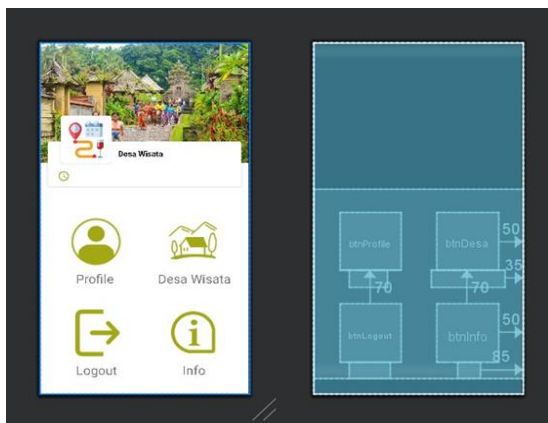 Desa Wisata
Profile
Desa Wisata
Logout
Info
btnProfile
btnDesa
50
35
70
70
btnLogout
btnInfo
50
85